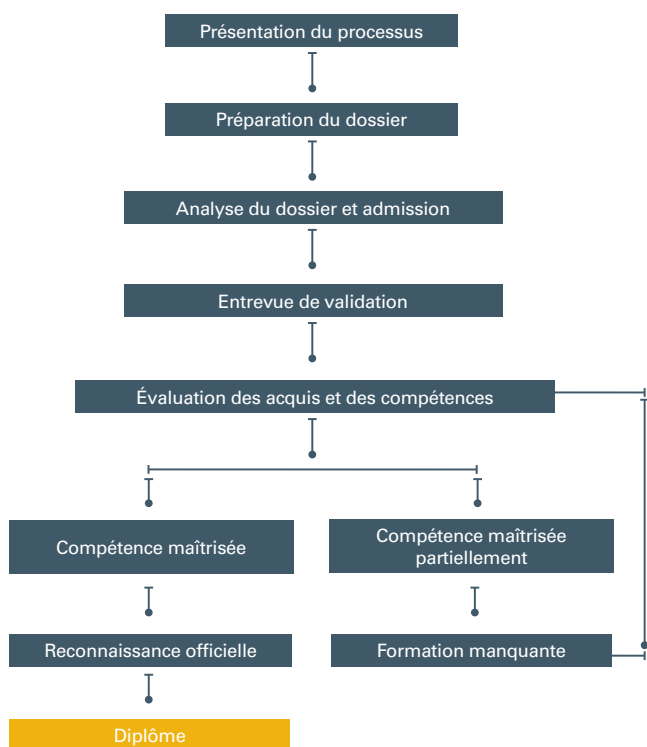 Présentation du processus
Préparation du dossier
Analyse du dossier et admission
Entrevue de validation
Évaluation des acquis et des compétences
Compétence maîtrisée
Compétence maîtrisée
partiellement
Reconnaissance officielle
Formation manquante
Diplôme